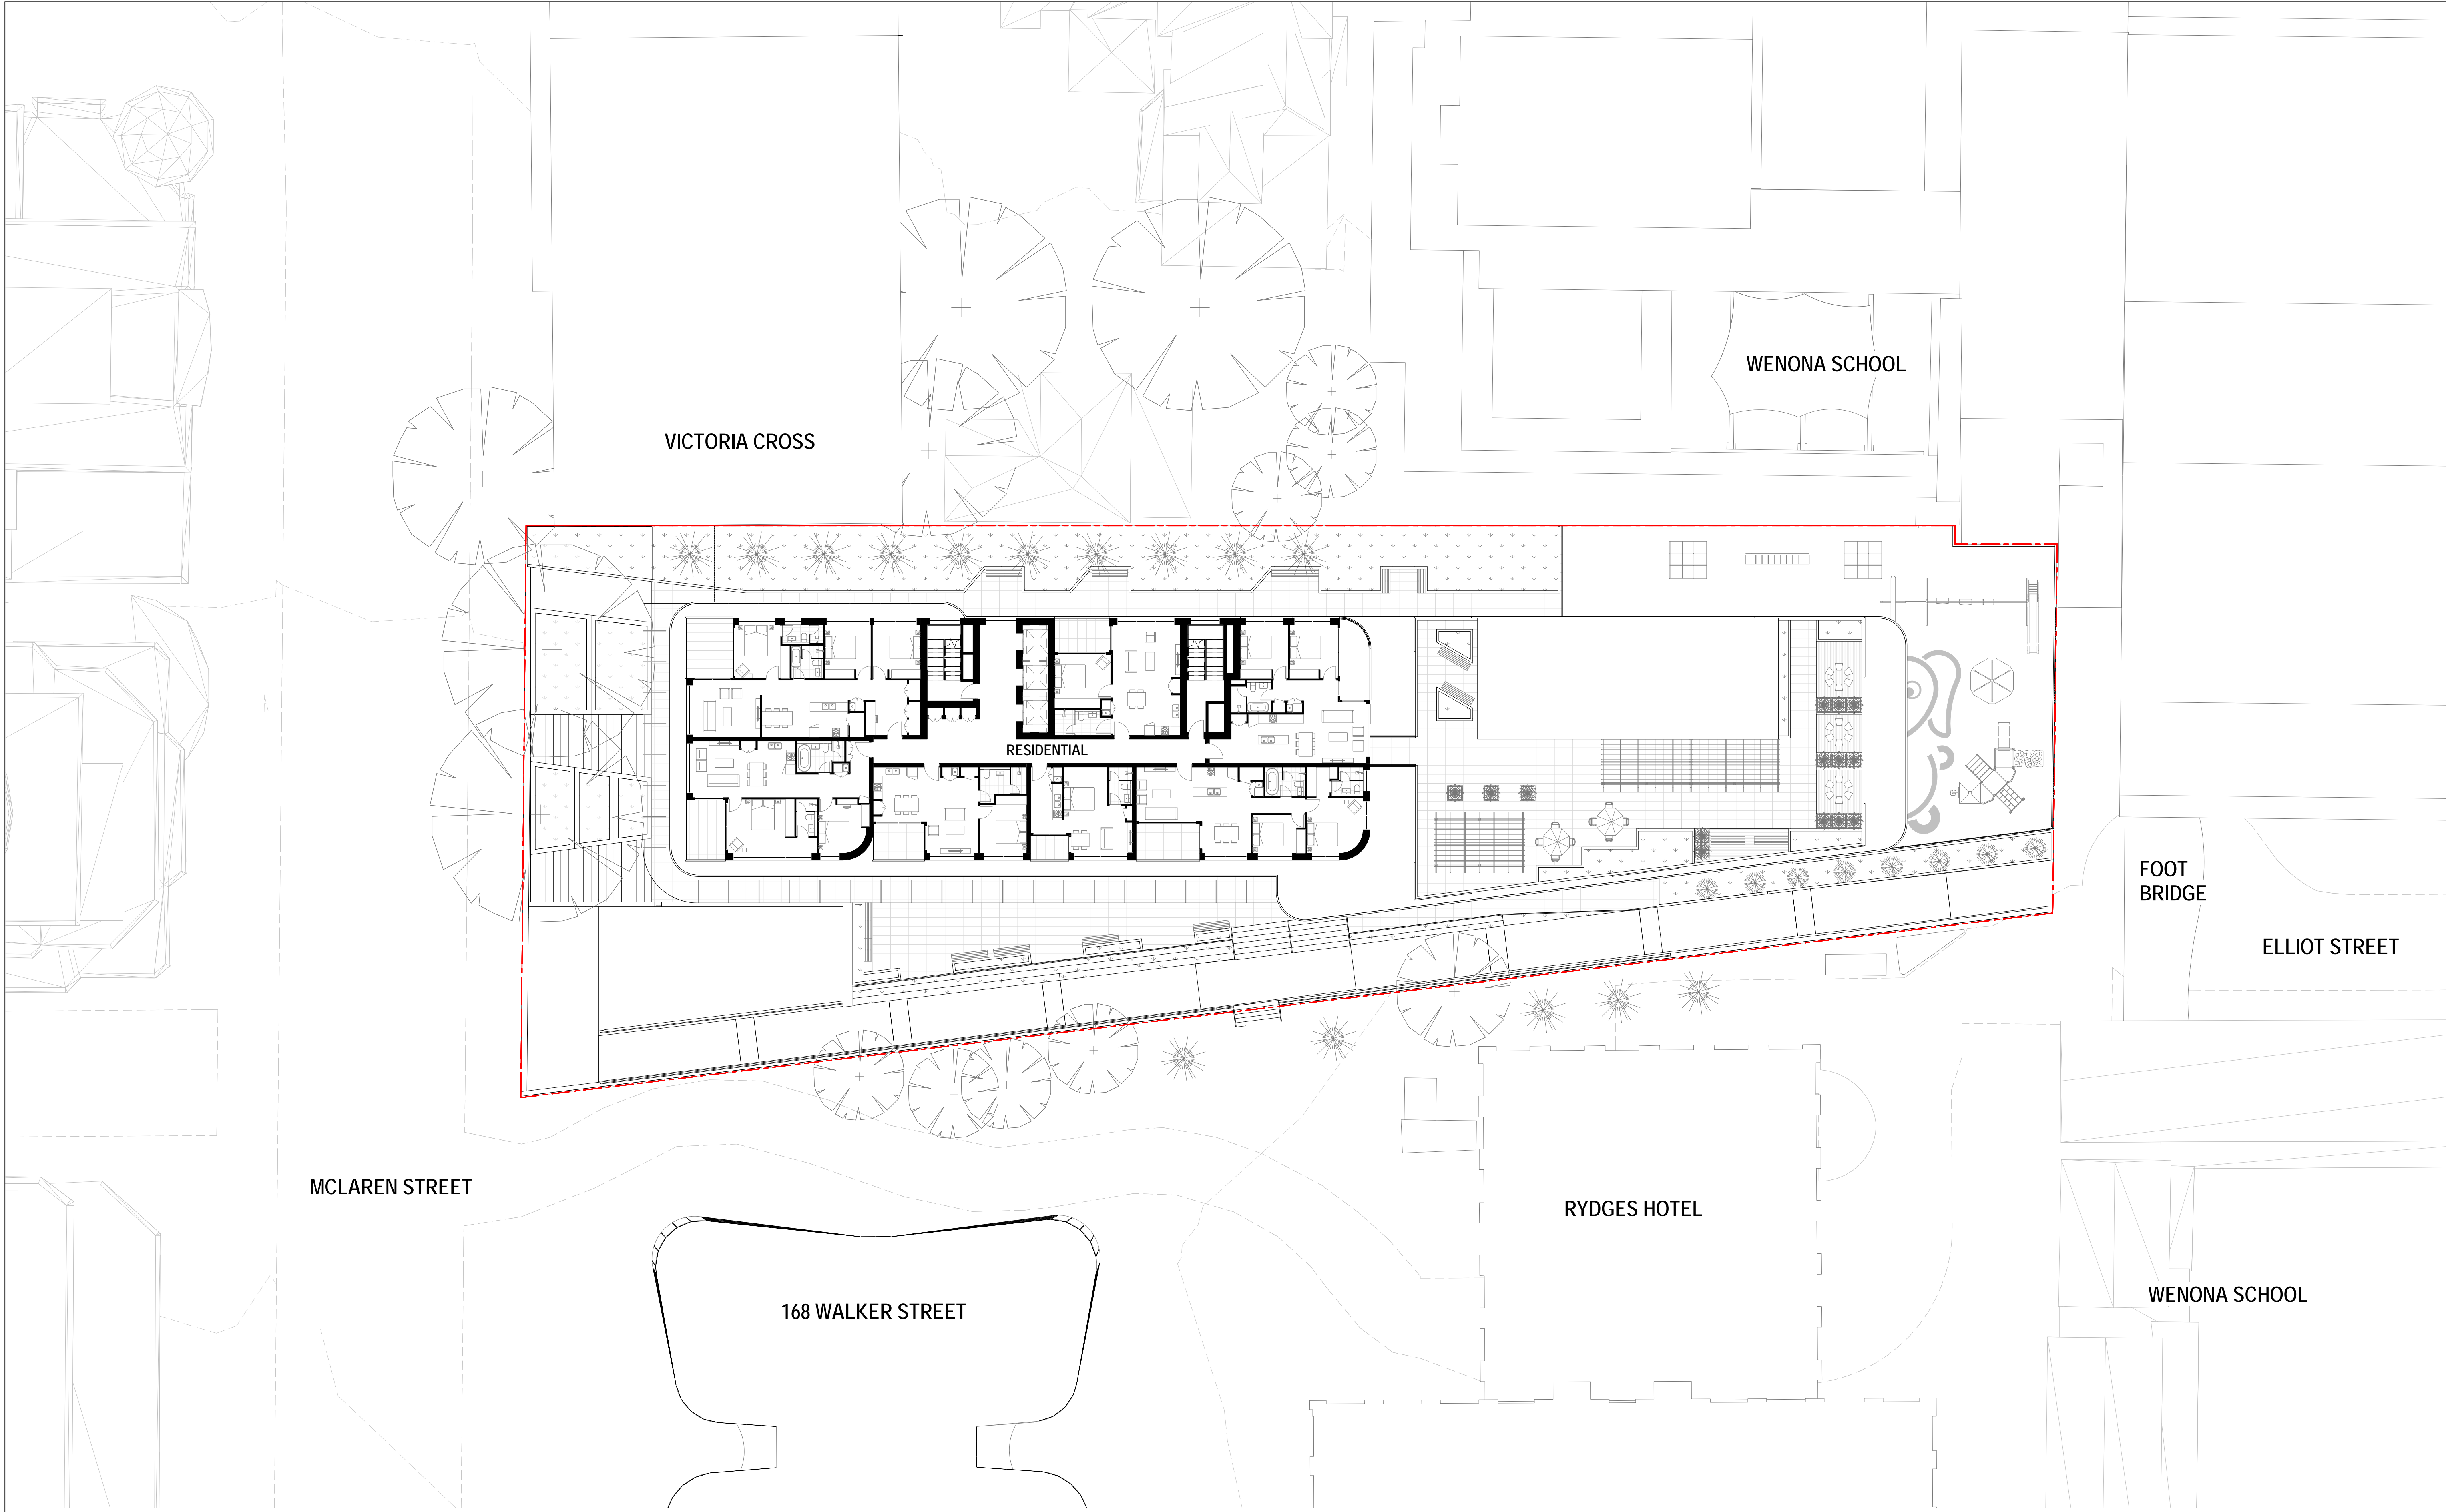 WENONA SCHOOL
VICTORIA CROSS
RESIDENTIAL
FOOT
BRIDGE
ELLIOT STREET
MCLAREN STREET
RYDGES HOTEL
168 WALKER STREET
WENONA SCHOOL